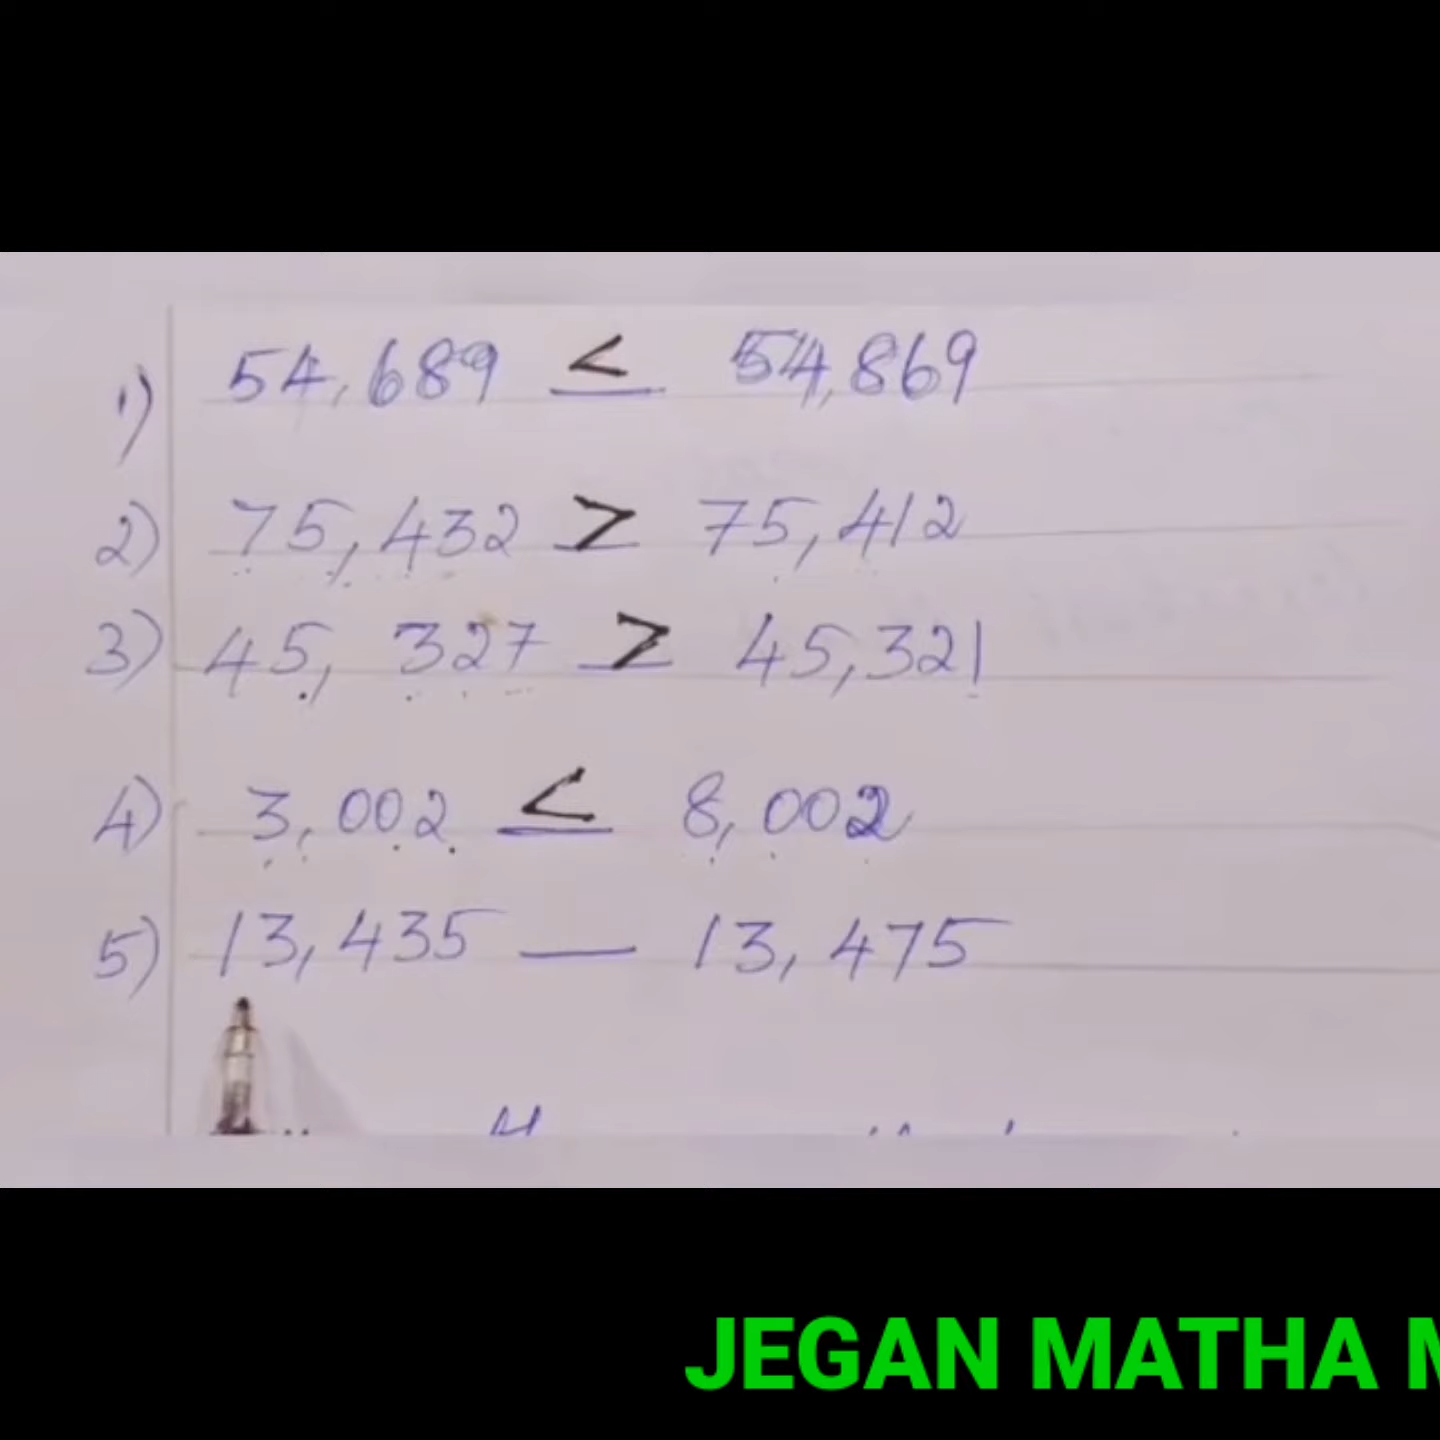 1) 54,689 < 54,869
2) 75,432 > 75,412
3) 45, 327 > 45,321
4) 3,002 < 8,002
5) 13,435 — 13,475
JEGAN MATHA